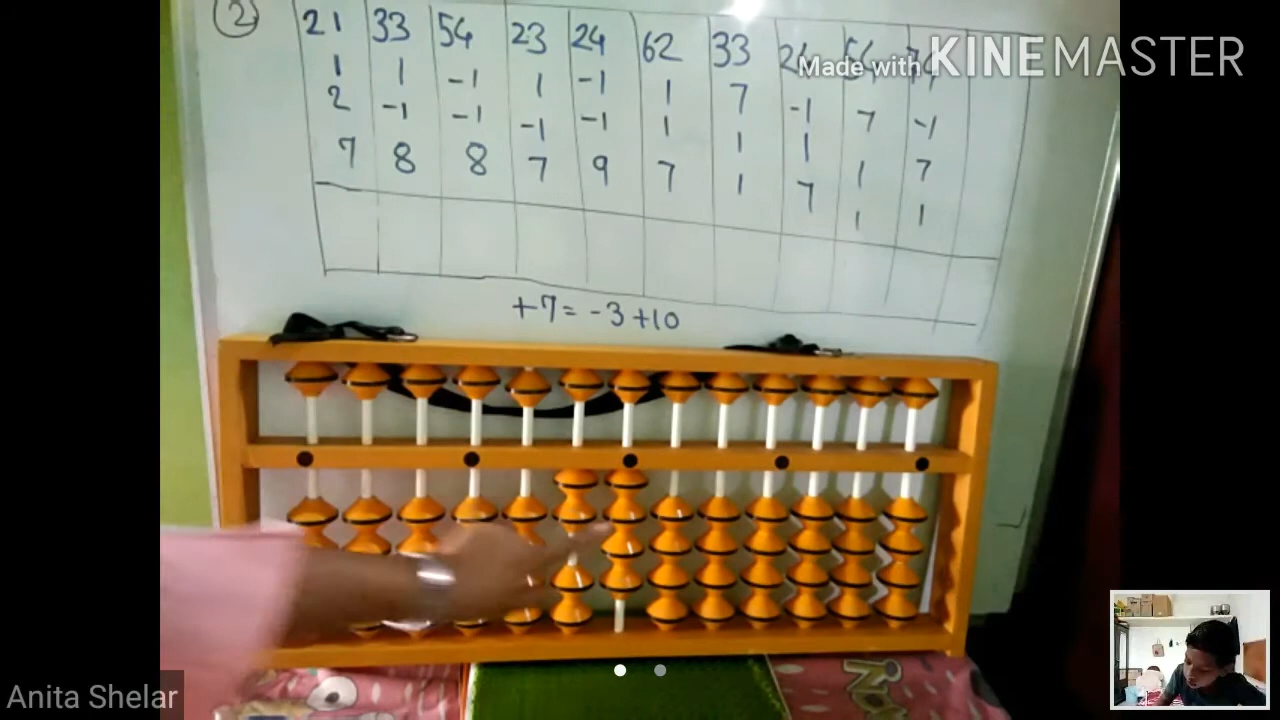 2
21 33 54 23 24 62 33 74
1 1 -1 1 -1 1 7 -1 7 -1
2 -1 -1 -1 -1 1 1 1 1 7
7 8 8 7 9 7 1 7 1 1
+7 = -3 +10
Made with KINEMASTER
Anita Shelar